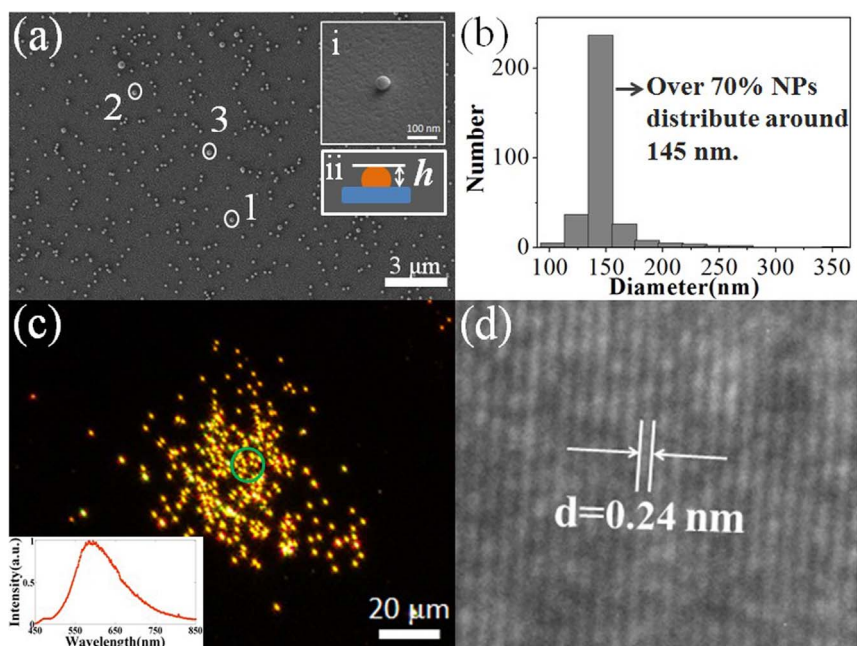 (a)
i
100 nm
2
3
1
ii
h
3 μm
(b)
Number
200
100
0
Over 70% NPs
distribute around
145 nm.
100 150 200 250 300 350
Diameter(nm)
(c)
Intensity(a.u.)
1
0.5
0
450 550 650 750 850
Wavelength(nm)
20 μm
(d)
d=0.24 nm